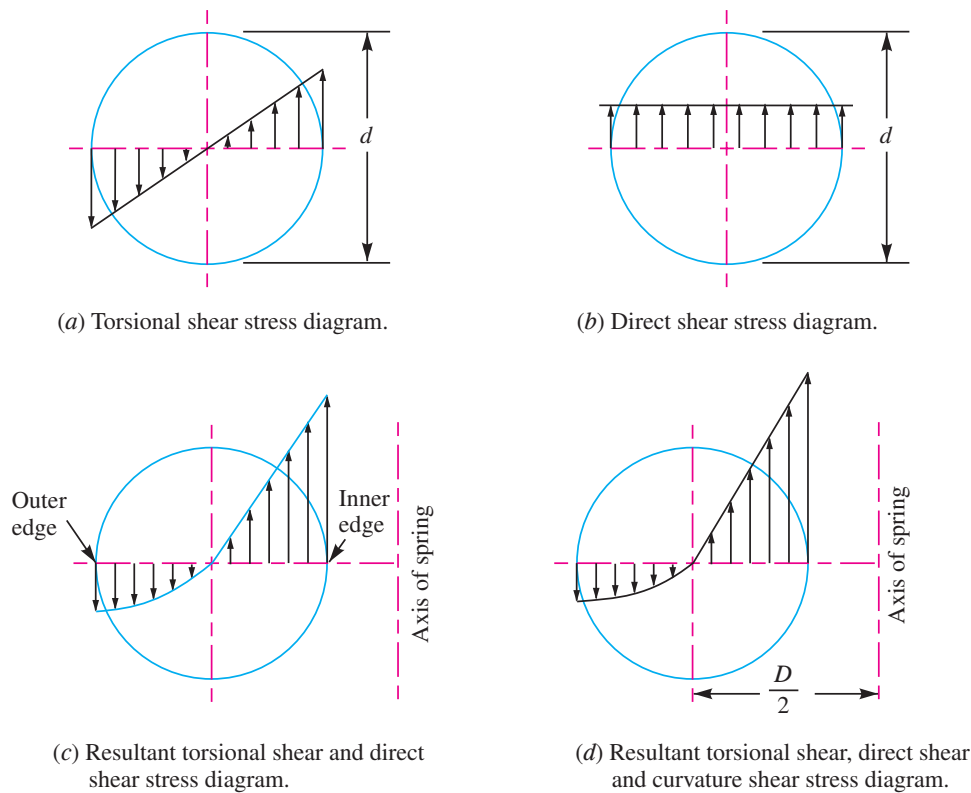 d
d
(a) Torsional shear stress diagram.
(b) Direct shear stress diagram.
Outer
edge
Inner
edge
Axis of spring
Axis of spring
D
2
(c) Resultant torsional shear and direct
shear stress diagram.
(d) Resultant torsional shear, direct shear
and curvature shear stress diagram.